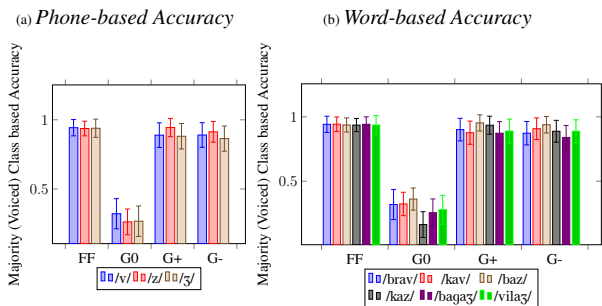 (a) Phone-based Accuracy
Majority (Voiced) Class based Accuracy
1
0.5
FF G0 G+ G-
/v/ /z/ /ʒ/
(b) Word-based Accuracy
Majority (Voiced) Class based Accuracy
1
0.5
FF G0 G+ G-
/brav/ /kav/ /baz/
/kaz/ /bagaʒ/ /vilaʒ/